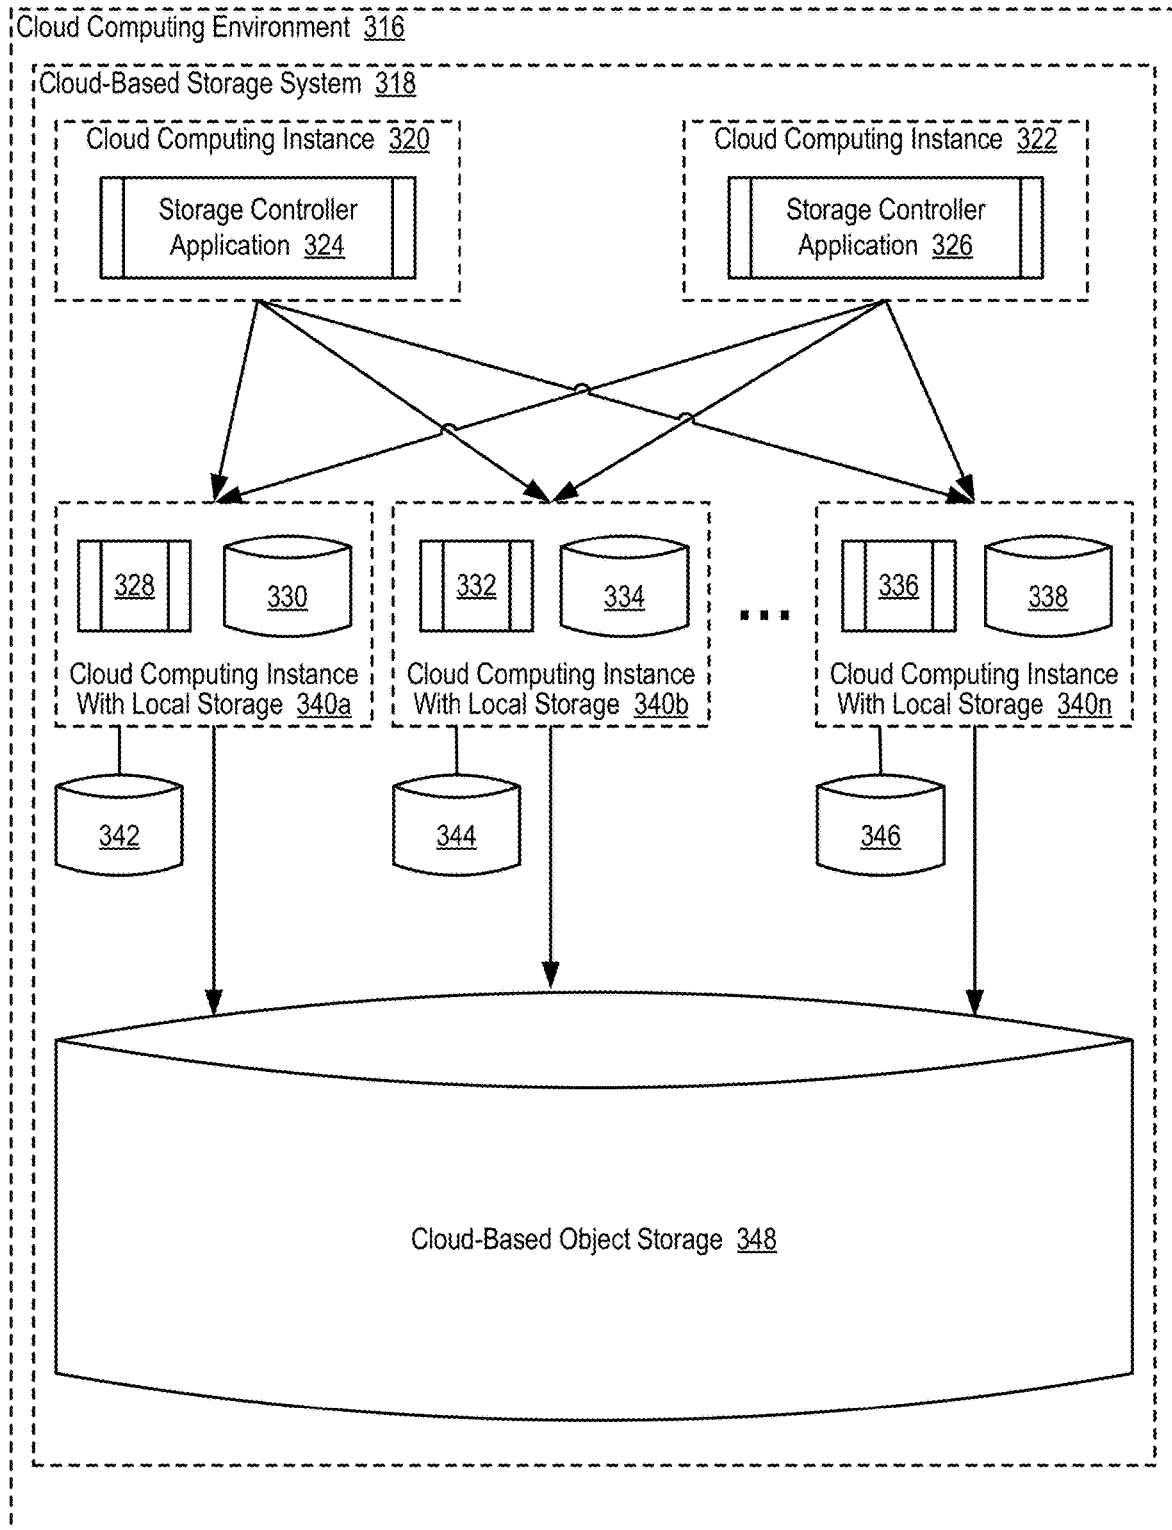 Cloud Computing Environment 316
Cloud-Based Storage System 318
Cloud Computing Instance 320
Storage Controller
Application 324
Cloud Computing Instance 322
Storage Controller
Application 326
328
330
Cloud Computing Instance
With Local Storage 340a
332
334
Cloud Computing Instance
With Local Storage 340b
...
336
338
Cloud Computing Instance
With Local Storage 340n
342
344
346
Cloud-Based Object Storage 348